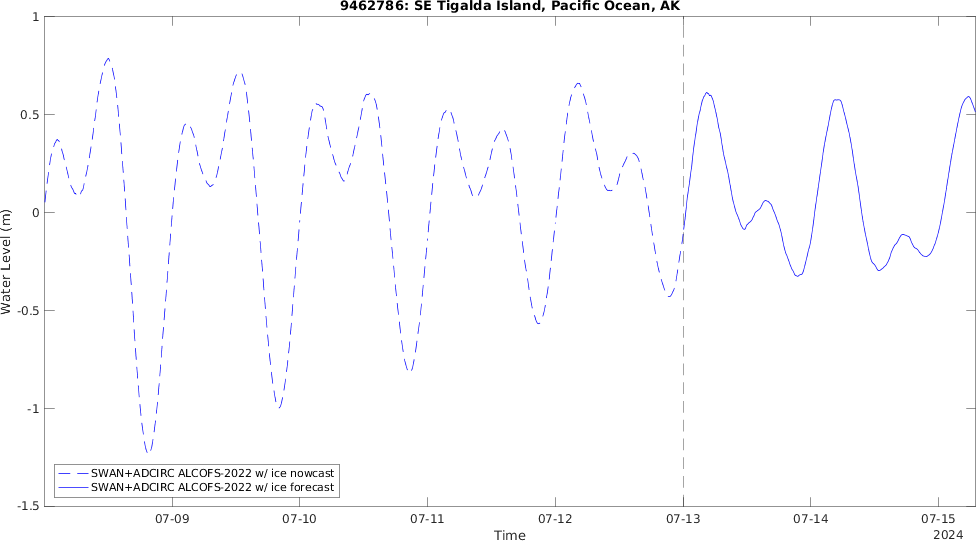 9462786: SE Tigalda Island, Pacific Ocean, AK
Water Level (m)
1
0.5
0
-0.5
-1
-1.5
SWAN+ADCIRC ALCOFS-2022 w/ ice nowcast
SWAN+ADCIRC ALCOFS-2022 w/ ice forecast
07-09 07-10 07-11 07-12 07-13 07-14 07-15
Time
2024